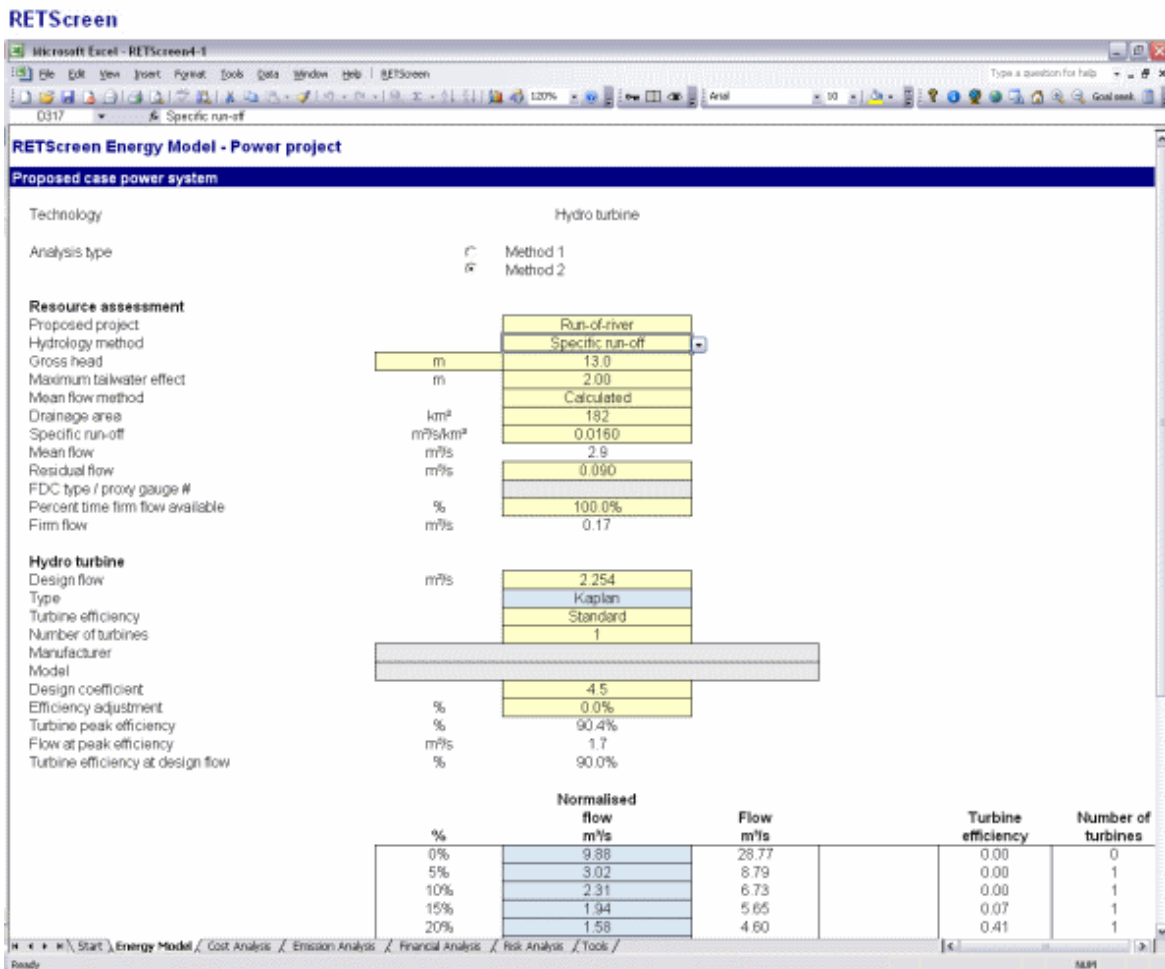 RETScreen
Microsoft Excel - RETScreen4-1
File Edit View Insert Format Tools Data Window Help RETScreen Type a question for help
120% Arial 10 Goal seek
D317 Specific run-off
RETScreen Energy Model - Power project
Proposed case power system
Technology Hydro turbine
Analysis type Method 1
Method 2
Resource assessment
Proposed project Run-of-river
Hydrology method Specific run-off
Gross head m 13.0
Maximum tailwater effect m 2.00
Mean flow method Calculated
Drainage area km² 182
Specific run-off m³/s/km² 0.0160
Mean flow m³/s 2.9
Residual flow m³/s 0.090
FDC type / proxy gauge #
Percent time firm flow available % 100.0%
Firm flow m³/s 0.17
Hydro turbine
Design flow m³/s 2.254
Type Kaplan
Turbine efficiency Standard
Number of turbines 1
Manufacturer
Model
Design coefficient 4.5
Efficiency adjustment % 0.0%
Turbine peak efficiency % 90.4%
Flow at peak efficiency m³/s 1.7
Turbine efficiency at design flow % 90.0%
Normalised
flow Flow Turbine Number of
% m³/s m³/s efficiency turbines
0% 9.88 28.77 0.00 0
5% 3.02 8.79 0.00 1
10% 2.31 6.73 0.00 1
15% 1.94 5.65 0.07 1
20% 1.58 4.60 0.41 1
Start Energy Model Cost Analysis Emission Analysis Financial Analysis Risk Analysis Tools
Ready NUM